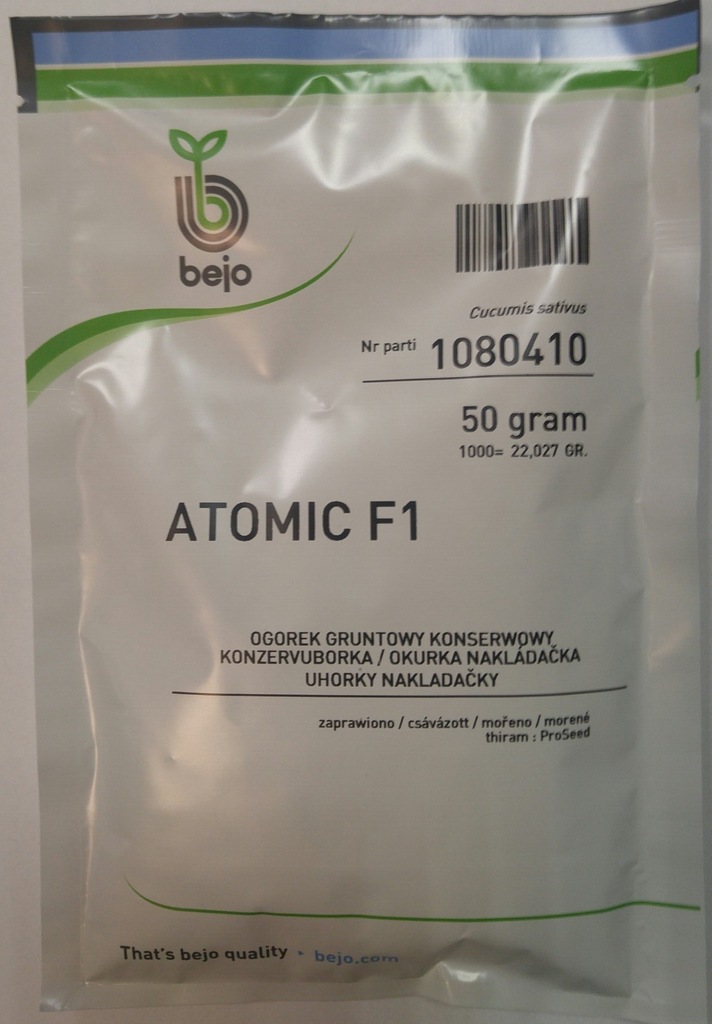 bejo
Cucumis sativus
Nr parti 1080410
50 gram
1000= 22,027 GR.
ATOMIC F1
OGOREK GRUNTOWY KONSERWOWY
KONZERVUBORKA / OKURKA NAKLÁDAČKA
UHORKY NAKLADAČKY
zaprawiono / csávázott / mořeno / morené
thiram : ProSeed
That's bejo quality ‣ bejo.com